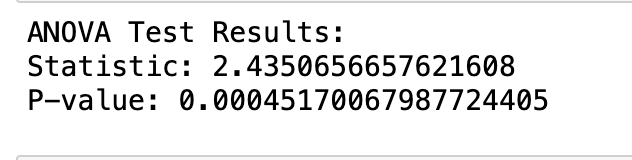 ANOVA Test Results:
Statistic: 2.4350656657621608
P-value: 0.00045170067987724405